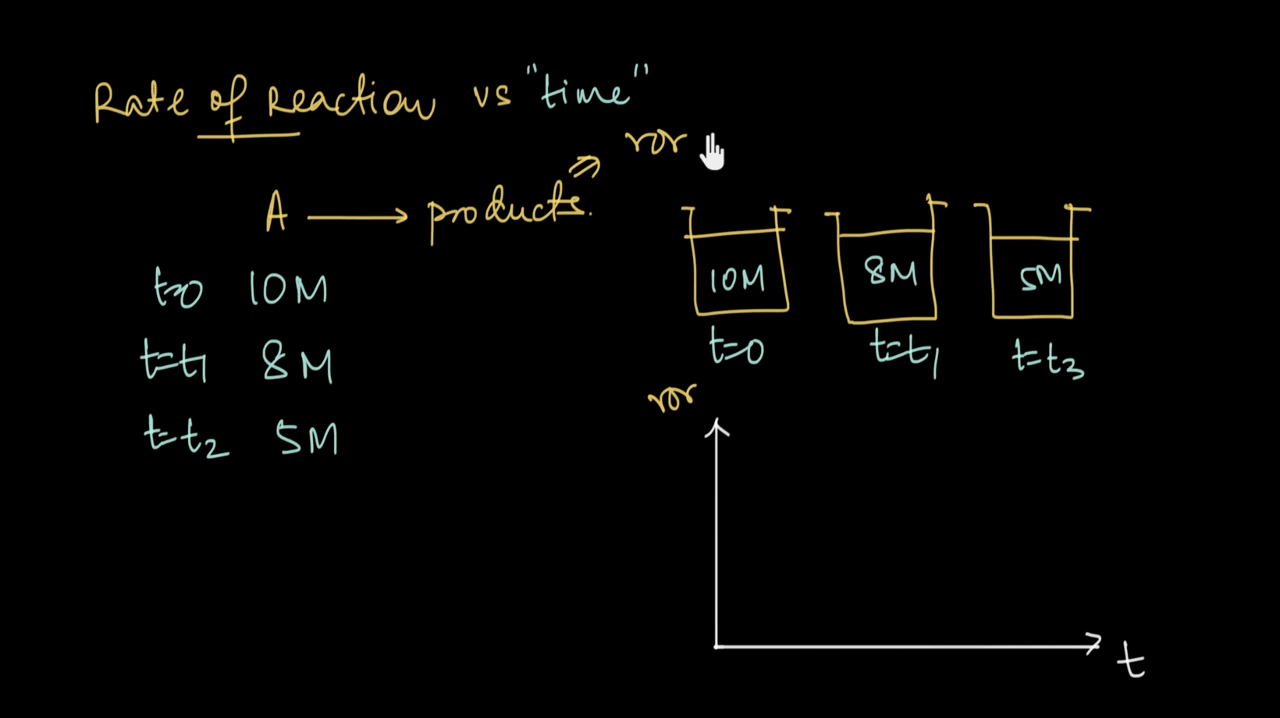 Rate of Reaction vs "time"
ror
A → products.
10M 8M 5M
t=0 10M
t=0 t=t1 t=t3
t=t1 8M
ror
t=t2 5M
t